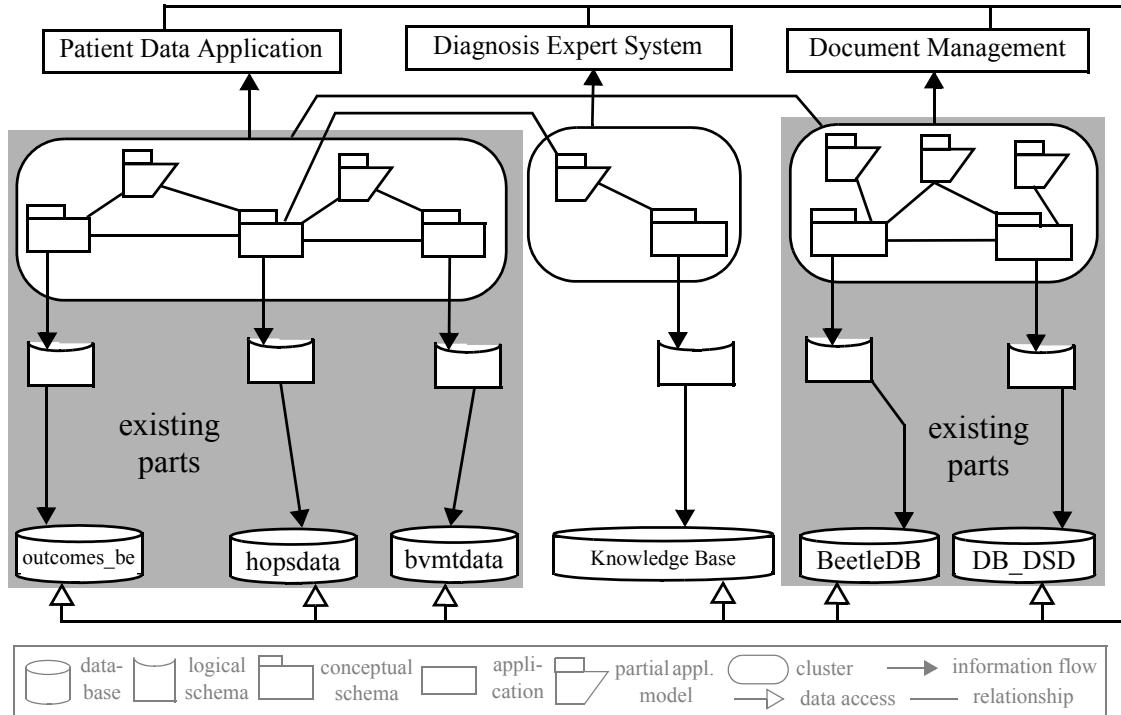 Patient Data Application
Diagnosis Expert System
Document Management
existing
parts
existing
parts
outcomes_be
hopsdata
bvmtdata
Knowledge Base
BeetleDB
DB_DSD
data-
base
logical
schema
conceptual
schema
appli-
cation
partial appl.
model
cluster
data access
information flow
relationship